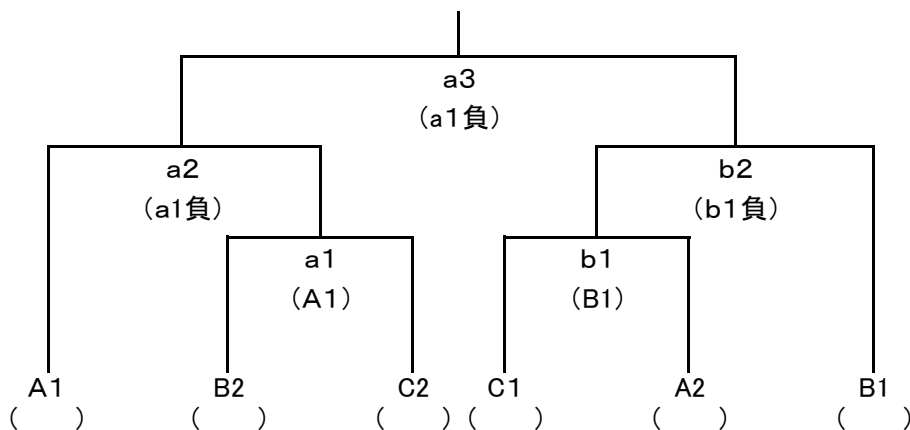 a3
(a1負)
a2 b2
(a1負) (b1負)
a1 b1
(A1) (B1)
A1 B2 C2 C1 A2 B1
(　　) (　　) (　　) (　　) (　　) (　　)